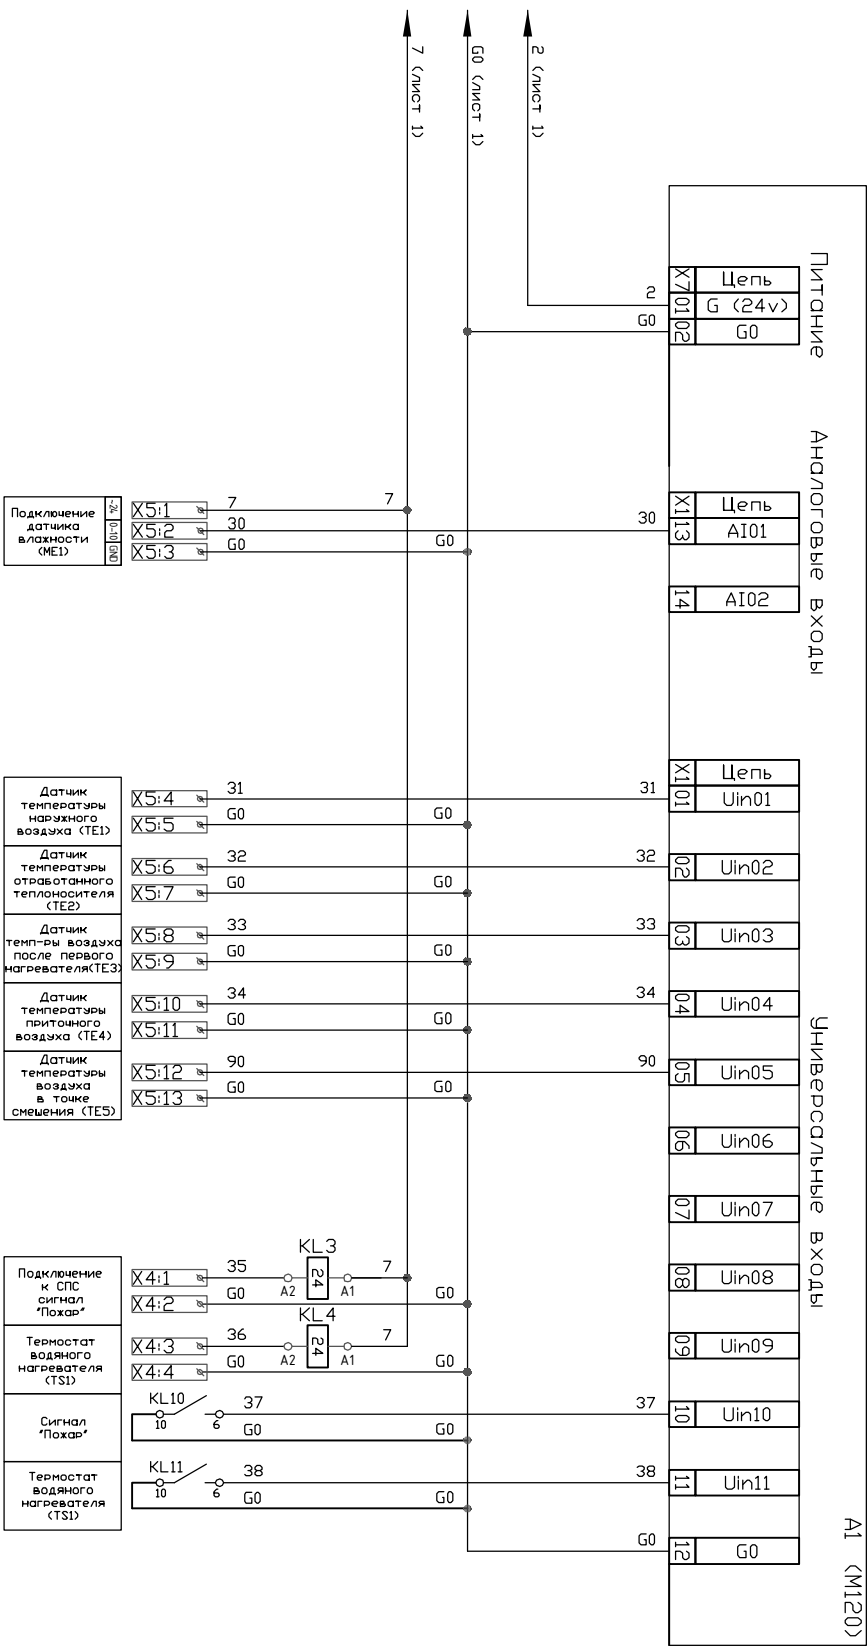 7 (лист 1)
G0 (лист 1)
2 (лист 1)
A1 (M120)
Питание
X7 Цепь
2
01 G (24v)
G0
02 G0
Аналоговые входы
X1 Цепь
Подключение
датчика
влажности
(ME1)
~24 0-10 GND
X5:1 7 7
X5:2 30 30 13 AI01
X5:3 G0 G0
14 AI02
Универсальные входы
X1 Цепь
Датчик
температуры
наружного
воздуха (TE1)
X5:4 31 31 01 Uin01
X5:5 G0 G0
Датчик
температуры
отработанного
теплоносителя
(TE2)
X5:6 32 32 02 Uin02
X5:7 G0 G0
Датчик
темп-ры воздуха
после первого
нагревателя(TE3)
X5:8 33 33 03 Uin03
X5:9 G0 G0
Датчик
температуры
приточного
воздуха (TE4)
X5:10 34 34 04 Uin04
X5:11 G0 G0
Датчик
температуры
воздуха
в точке
смешения (TE5)
X5:12 90 90 05 Uin05
X5:13 G0 G0
06 Uin06
07 Uin07
Подключение
к СПС
сигнал
"Пожар"
KL3
X4:1 35 A2 24 A1 7
X4:2 G0 G0
08 Uin08
Термостат
водяного
нагревателя
(TS1)
KL4
X4:3 36 A2 24 A1 7
X4:4 G0 G0
09 Uin09
Сигнал
"Пожар"
KL10
10 6
37 37 10 Uin10
G0 G0
Термостат
водяного
нагревателя
(TS1)
KL11
10 6
38 38 11 Uin11
G0 G0
G0 12 G0